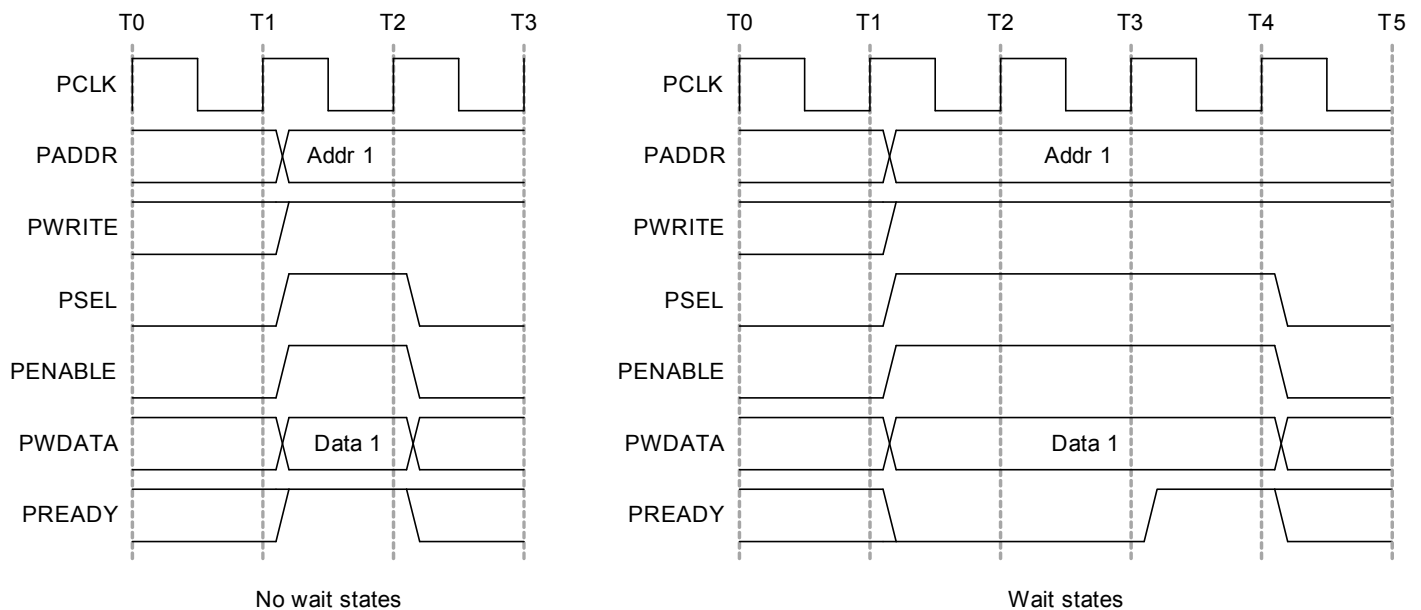 T0 T1 T2 T3
PCLK
PADDR Addr 1
PWRITE
PSEL
PENABLE
PWDATA Data 1
PREADY
No wait states
T0 T1 T2 T3 T4 T5
PCLK
PADDR Addr 1
PWRITE
PSEL
PENABLE
PWDATA Data 1
PREADY
Wait states